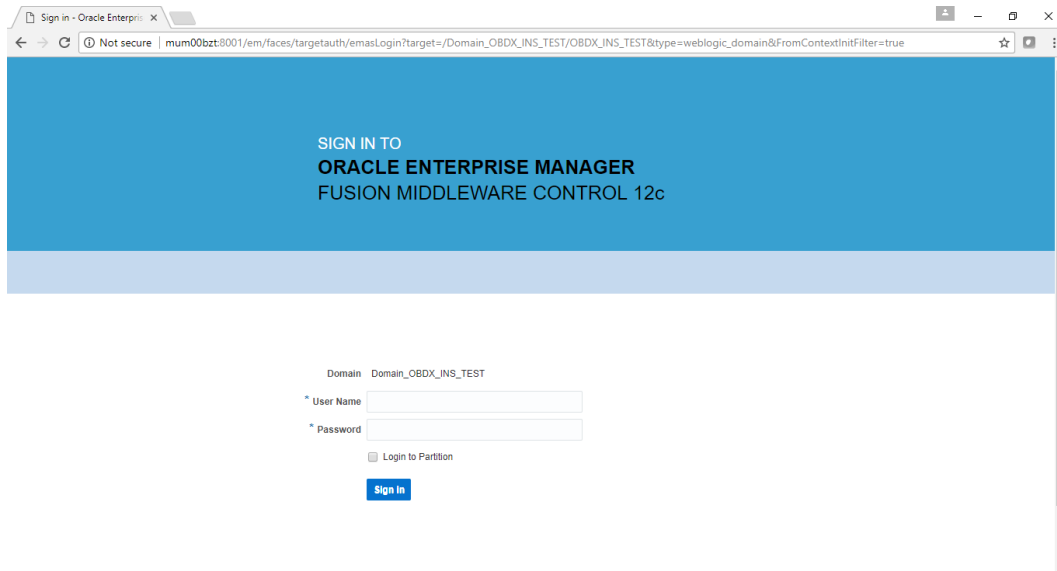 Sign in - Oracle Enterpris
Not secure | mum00bzt:8001/em/faces/targetauth/emasLogin?target=/Domain_OBDX_INS_TEST/OBDX_INS_TEST&type=weblogic_domain&FromContextInitFilter=true
SIGN IN TO
ORACLE ENTERPRISE MANAGER
FUSION MIDDLEWARE CONTROL 12c
Domain Domain_OBDX_INS_TEST
* User Name
* Password
Login to Partition
Sign in